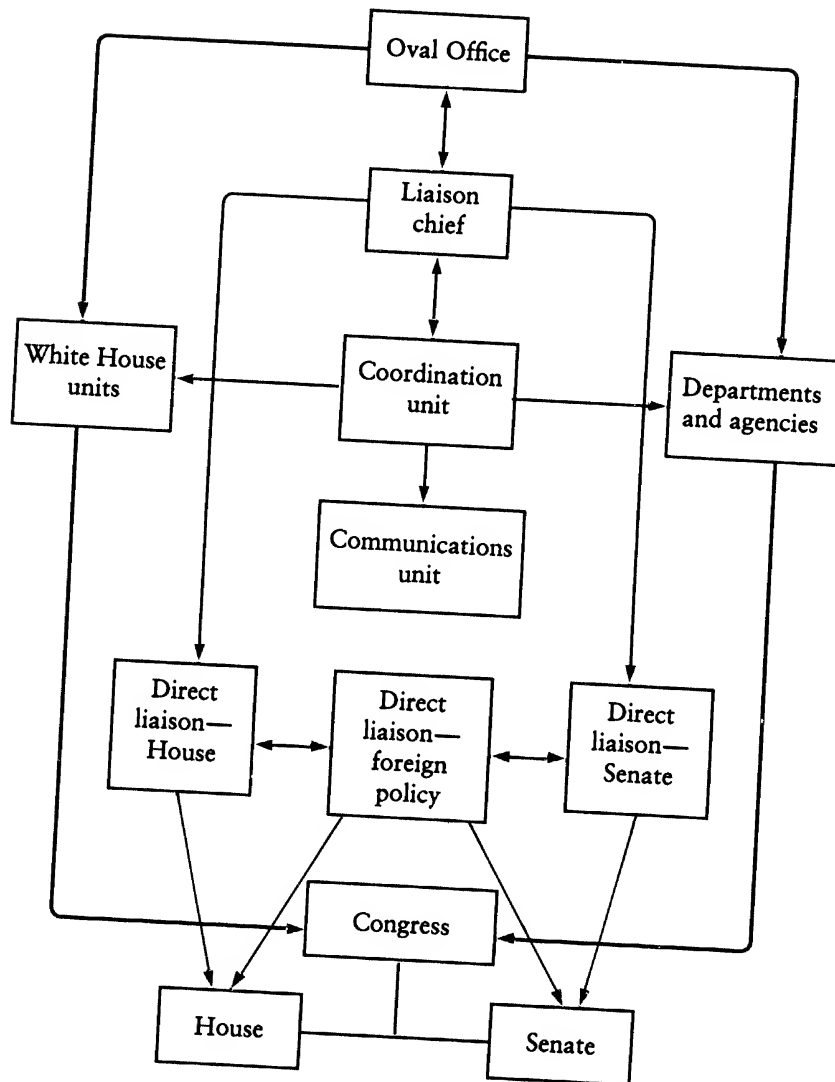 Oval Office
Liaison
chief
White House
units
Coordination
unit
Departments
and agencies
Communications
unit
Direct
liaison—
House
Direct
liaison—
foreign
policy
Direct
liaison—
Senate
Congress
House
Senate